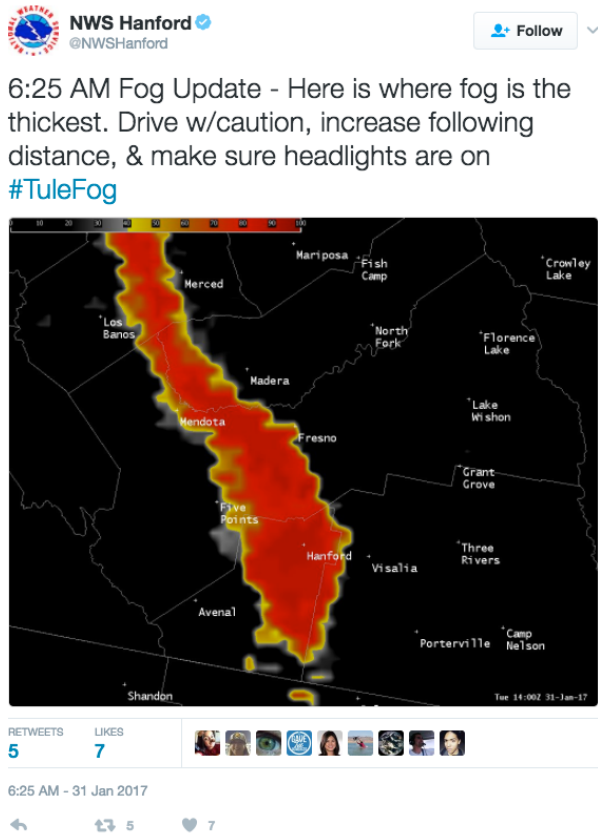 NWS Hanford
@NWSHanford
Follow
6:25 AM Fog Update - Here is where fog is the
thickest. Drive w/caution, increase following
distance, & make sure headlights are on
#TuleFog
10 20 30 40 50 60 70 80 90 100
Mariposa
Fish
Camp
Crowley
Lake
Merced
Los
Banos
North
Fork
Florence
Lake
Madera
Lake
Wishon
Mendota
Fresno
Grant
Grove
Five
Points
Hanford
Visalia
Three
Rivers
Avenal
Porterville
Camp
Nelson
Shandon
Tue 14:00Z 31-Jan-17
RETWEETS LIKES
5 7
6:25 AM - 31 Jan 2017
5 7